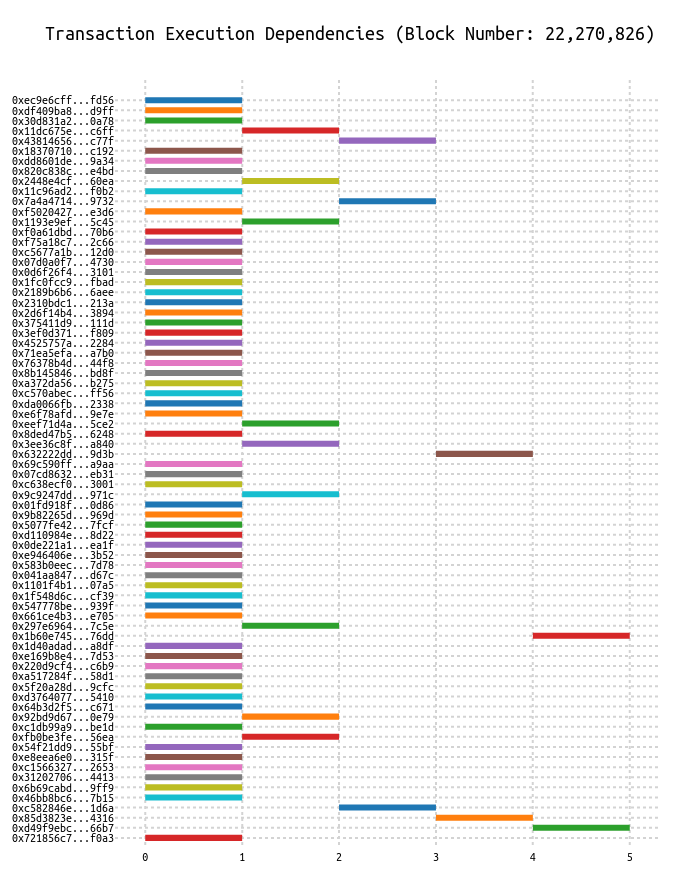 Transaction Execution Dependencies (Block Number: 22,270,826)
0xec9e6cff...fd56
0xdf409ba8...d9ff
0x30d831a2...0a78
0x11dc675e...c6ff
0x43814656...c77f
0x18370710...c192
0xdd8601de...9a34
0x820c838c...e4bd
0x2448e4cf...60ea
0x11c96ad2...f0b2
0x7a4a4714...9732
0xf5020427...e3d6
0x1193e9ef...5c45
0xf0a61dbd...70b6
0xf75a18c7...2c66
0xc5677a1b...12d0
0x07d0a0f7...4730
0x0d6f26f4...3101
0x1fc0fcc9...fbad
0x2189b6b6...6aee
0x2310bdc1...213a
0x2d6f14b4...3894
0x375411d9...111d
0x3ef0d371...f809
0x4525757a...2284
0x71ea5efa...a7b0
0x76378b4d...44f8
0x8b145846...bd8f
0xa372da56...b275
0xc570abec...ff56
0xda0066fb...2338
0xe6f78afd...9e7e
0xeef71d4a...5ce2
0x8ded47b5...6248
0x3ee36c8f...a840
0x632222dd...9d3b
0x69c590ff...a9aa
0x07cd8632...eb31
0xc638ecf0...3001
0x9c9247dd...971c
0x01fd918f...0d86
0x9b82265d...969d
0x5077fe42...7fcf
0xd110984e...8d22
0x0de221a1...ea1f
0xe946406e...3b52
0x583b0eec...7d78
0x041aa847...d67c
0x1101f4b1...07a5
0x1f548d6c...cf39
0x547778be...939f
0x661ce4b3...e705
0x297e6964...7c5e
0x1b60e745...76dd
0x1d40adad...a8df
0xe169b8e4...7d53
0x220d9cf4...c6b9
0xa517284f...58d1
0x5f20a28d...9cfc
0xd3764077...5410
0x64b3d2f5...c671
0x92bd9d67...0e79
0xc1db99a9...be1d
0xfb0be3fe...56ea
0x54f21dd9...55bf
0xe8eea6e0...315f
0xc1566327...2653
0x31202706...4413
0x6b69cabd...9ff9
0x46bb8bc6...7b15
0xc582846e...1d6a
0x85d3823e...4316
0xd49f9ebc...66b7
0x721856c7...f0a3
0 1 2 3 4 5